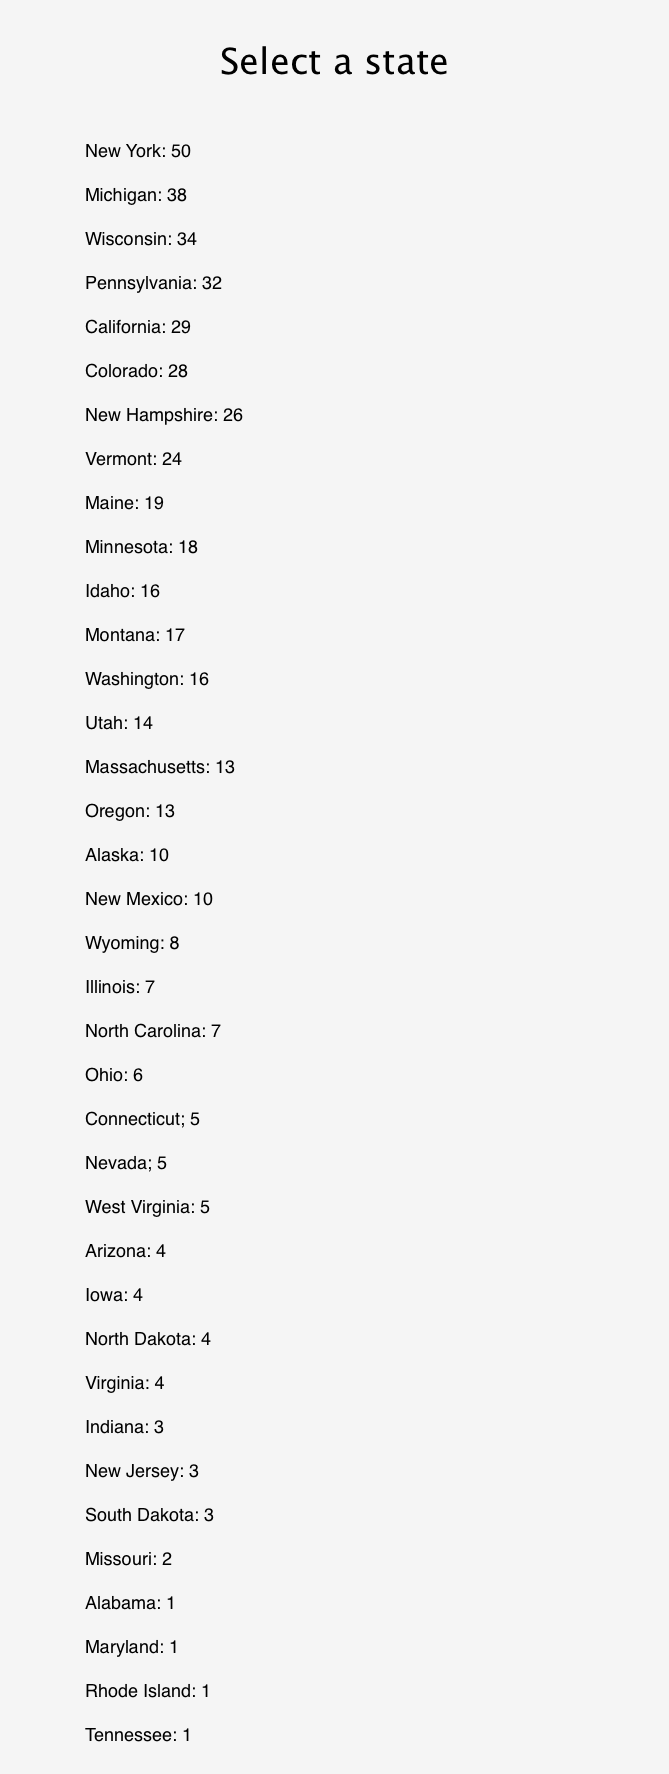 Select a state
New York: 50
Michigan: 38
Wisconsin: 34
Pennsylvania: 32
California: 29
Colorado: 28
New Hampshire: 26
Vermont: 24
Maine: 19
Minnesota: 18
Idaho: 16
Montana: 17
Washington: 16
Utah: 14
Massachusetts: 13
Oregon: 13
Alaska: 10
New Mexico: 10
Wyoming: 8
Illinois: 7
North Carolina: 7
Ohio: 6
Connecticut; 5
Nevada; 5
West Virginia: 5
Arizona: 4
Iowa: 4
North Dakota: 4
Virginia: 4
Indiana: 3
New Jersey: 3
South Dakota: 3
Missouri: 2
Alabama: 1
Maryland: 1
Rhode Island: 1
Tennessee: 1